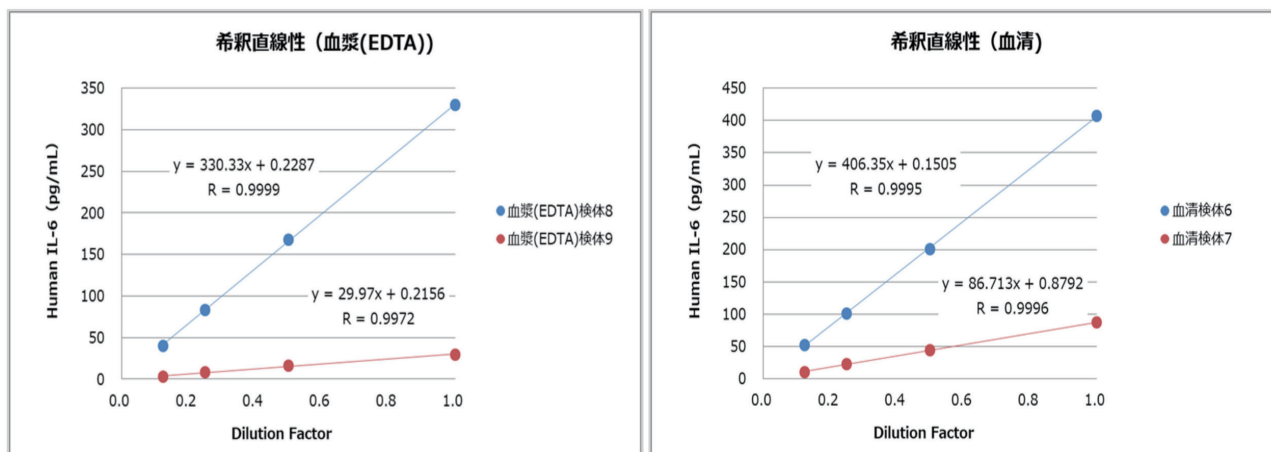 希釈直線性（血漿(EDTA)）
350
300
250
200
150
100
50
0
Human IL-6（pg/mL）
y = 330.33x + 0.2287
R = 0.9999
y = 29.97x + 0.2156
R = 0.9972
0.0 0.2 0.4 0.6 0.8 1.0
Dilution Factor
血漿(EDTA)検体8
血漿(EDTA)検体9
希釈直線性（血清)
450
400
350
300
250
200
150
100
50
0
Human IL-6（pg/mL）
y = 406.35x + 0.1505
R = 0.9995
y = 86.713x + 0.8792
R = 0.9996
0.0 0.2 0.4 0.6 0.8 1.0
Dilution Factor
血清検体6
血清検体7